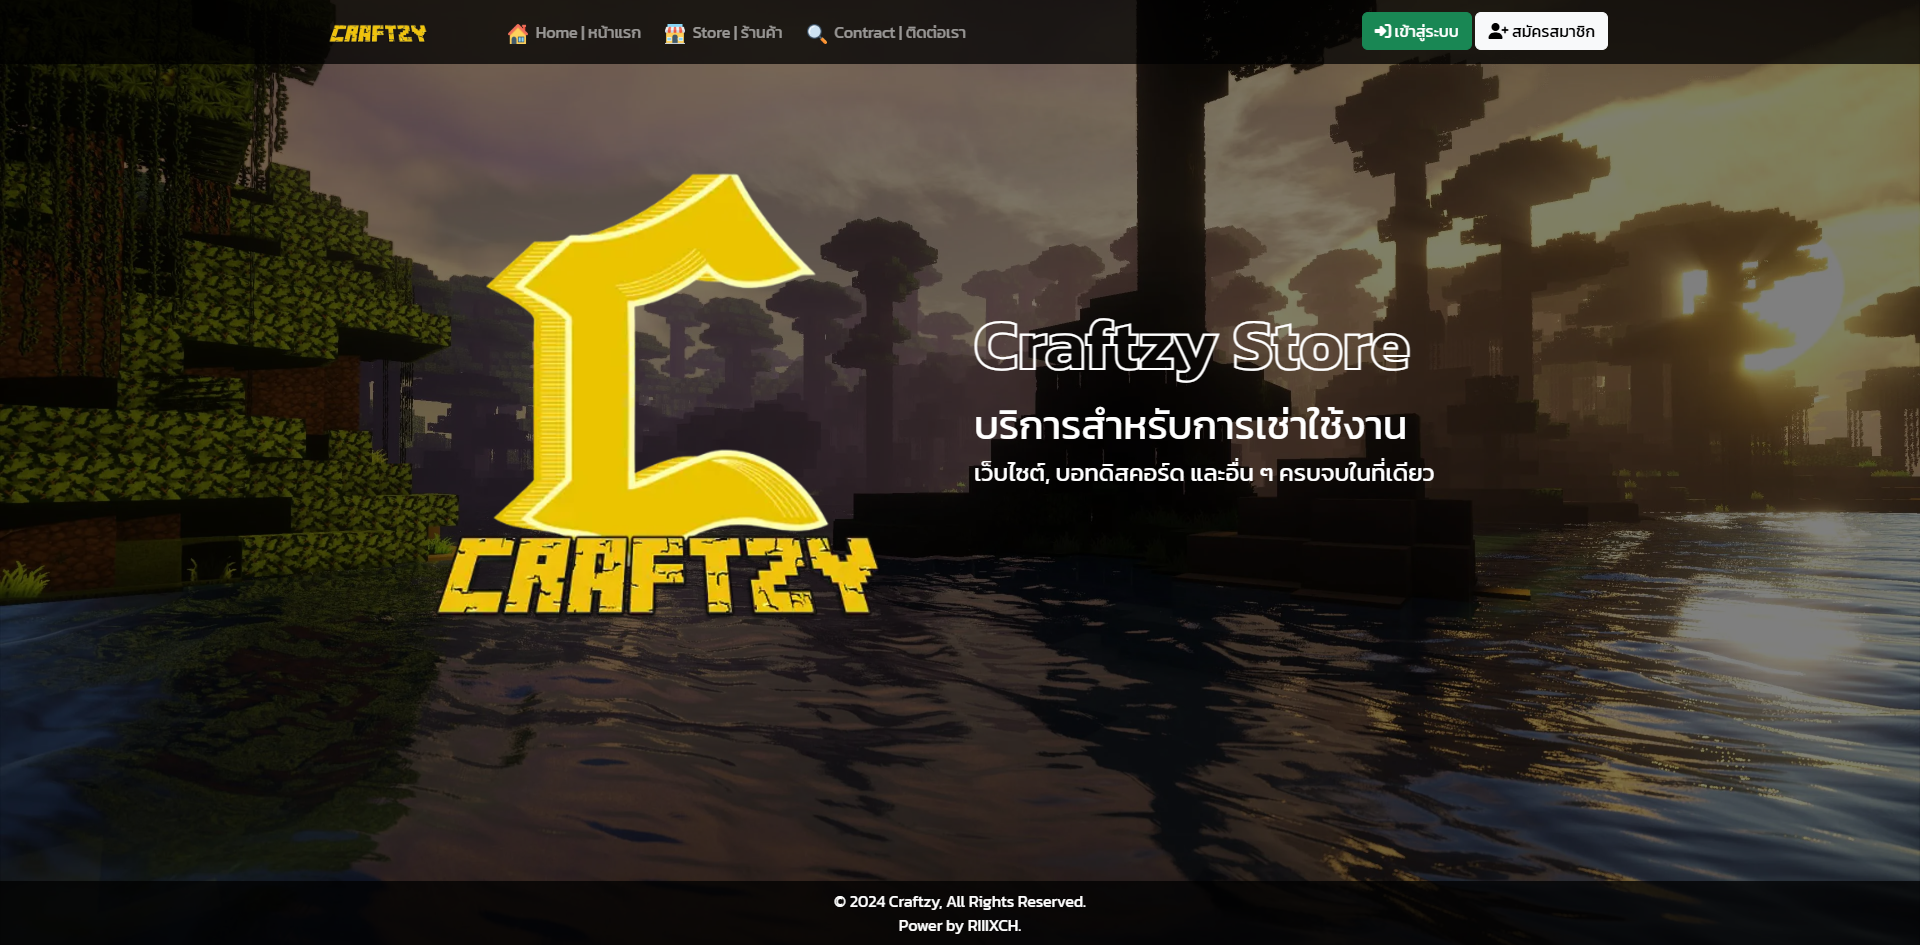 CRAFTZY
Home | หน้าแรก
Store | ร้านค้า
Contract | ติดต่อเรา
เข้าสู่ระบบ
สมัครสมาชิก
C
CRAFTZY
Craftzy Store
บริการสำหรับการเช่าใช้งาน
เว็บไซต์, บอทดิสคอร์ด และอื่น ๆ ครบจบในที่เดียว
© 2024 Craftzy, All Rights Reserved.
Power by RIIIXCH.